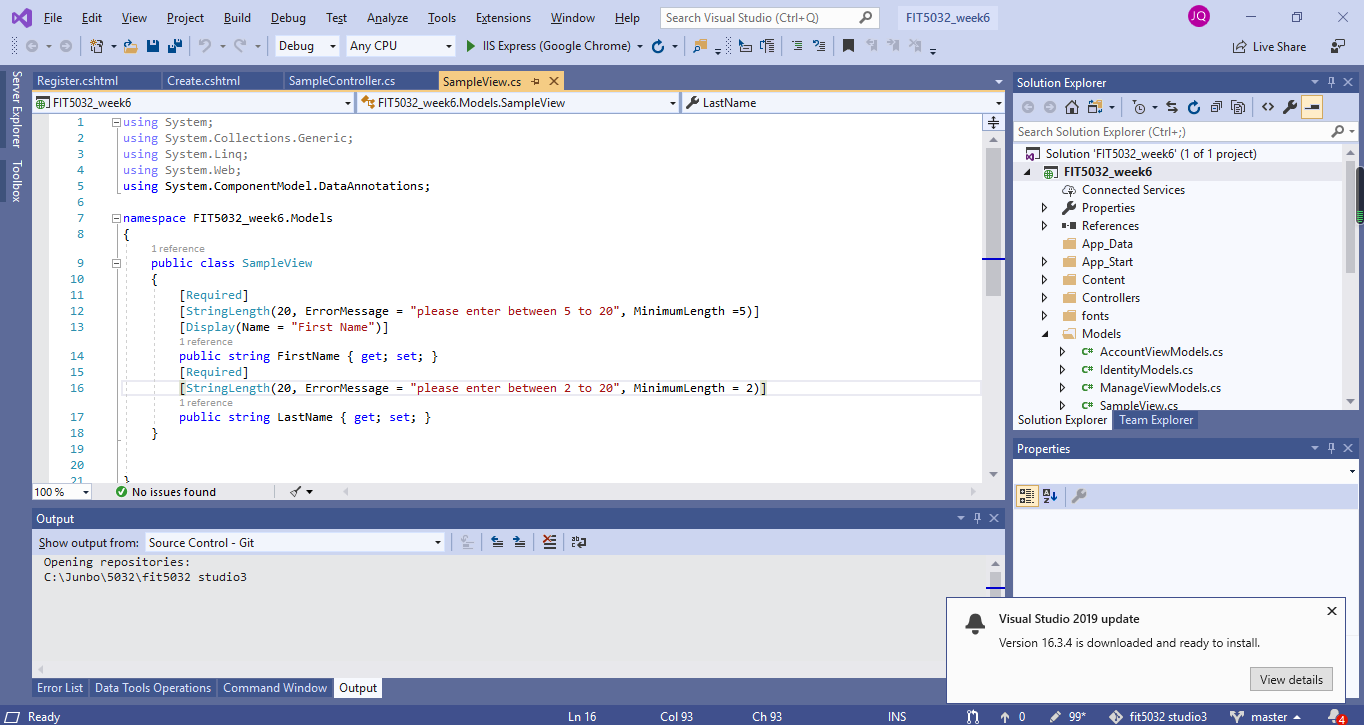 File Edit View Project Build Debug Test Analyze Tools Extensions Window Help Search Visual Studio (Ctrl+Q) FIT5032_week6 JQ
Debug Any CPU IIS Express (Google Chrome) Live Share
Server Explorer
Toolbox
Register.cshtml Create.cshtml SampleController.cs SampleView.cs
FIT5032_week6 FIT5032_week6.Models.SampleView LastName
1 using System;
2 using System.Collections.Generic;
3 using System.Linq;
4 using System.Web;
5 using System.ComponentModel.DataAnnotations;
6
7 namespace FIT5032_week6.Models
8 {
1 reference
9 public class SampleView
10 {
11 [Required]
12 [StringLength(20, ErrorMessage = "please enter between 5 to 20", MinimumLength =5)]
13 [Display(Name = "First Name")]
1 reference
14 public string FirstName { get; set; }
15 [Required]
16 [StringLength(20, ErrorMessage = "please enter between 2 to 20", MinimumLength = 2)]
1 reference
17 public string LastName { get; set; }
18 }
19
20
21 }
100 % No issues found
Output
Show output from: Source Control - Git
Opening repositories:
C:\Junbo\5032\fit5032 studio3
Error List Data Tools Operations Command Window Output
Solution Explorer
Search Solution Explorer (Ctrl+;)
Solution 'FIT5032_week6' (1 of 1 project)
FIT5032_week6
Connected Services
Properties
References
App_Data
App_Start
Content
Controllers
fonts
Models
C# AccountViewModels.cs
C# IdentityModels.cs
C# ManageViewModels.cs
C# SampleView.cs
Solution Explorer Team Explorer
Properties
Visual Studio 2019 update
Version 16.3.4 is downloaded and ready to install.
View details
Ready Ln 16 Col 93 Ch 93 INS 0 99* fit5032 studio3 master 4